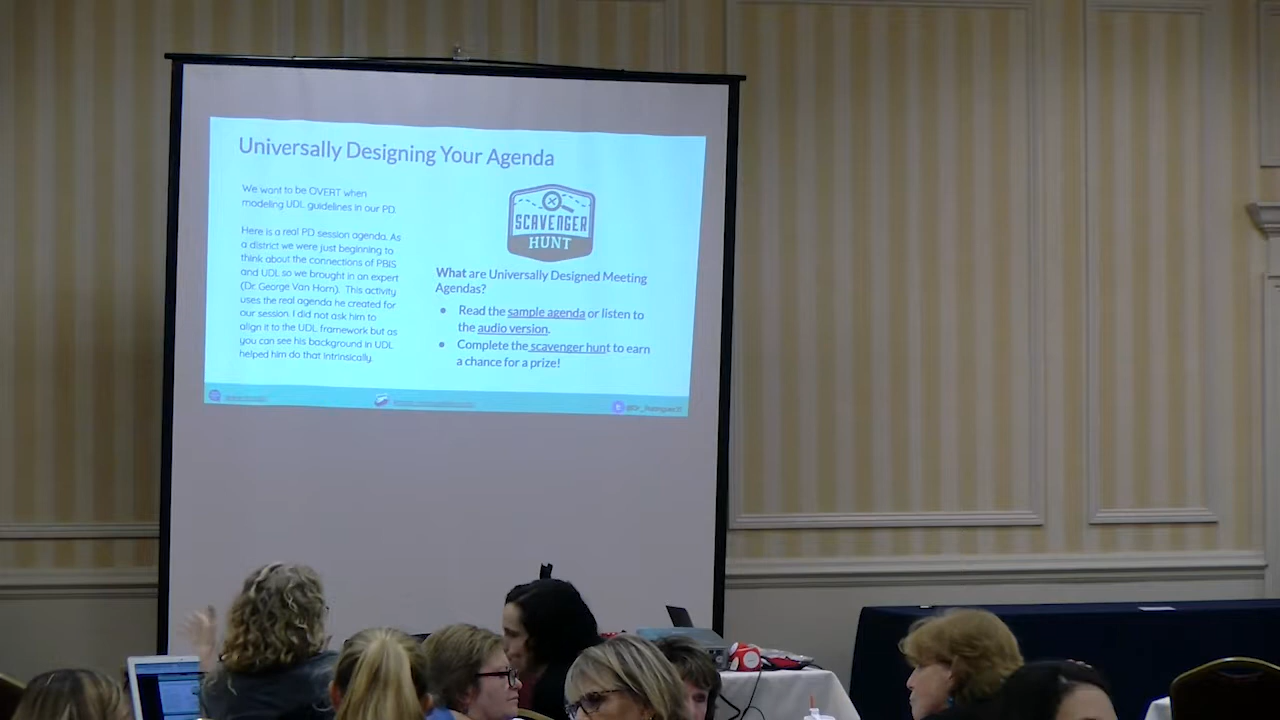 Universally Designing Your Agenda
We want to be OVERT when
modeling UDL guidelines in our PD.
Here is a real PD session agenda. As
a district we were just beginning to
think about the connections of PBIS
and UDL so we brought in an expert
(Dr. George Van Horn). This activity
uses the real agenda he created for
our session. I did not ask him to
align it to the UDL framework but as
you can see his background in UDL
helped him do that intrinsically.
SCAVENGER
HUNT
What are Universally Designed Meeting
Agendas?
• Read the sample agenda or listen to
the audio version.
• Complete the scavenger hunt to earn
a chance for a prize!